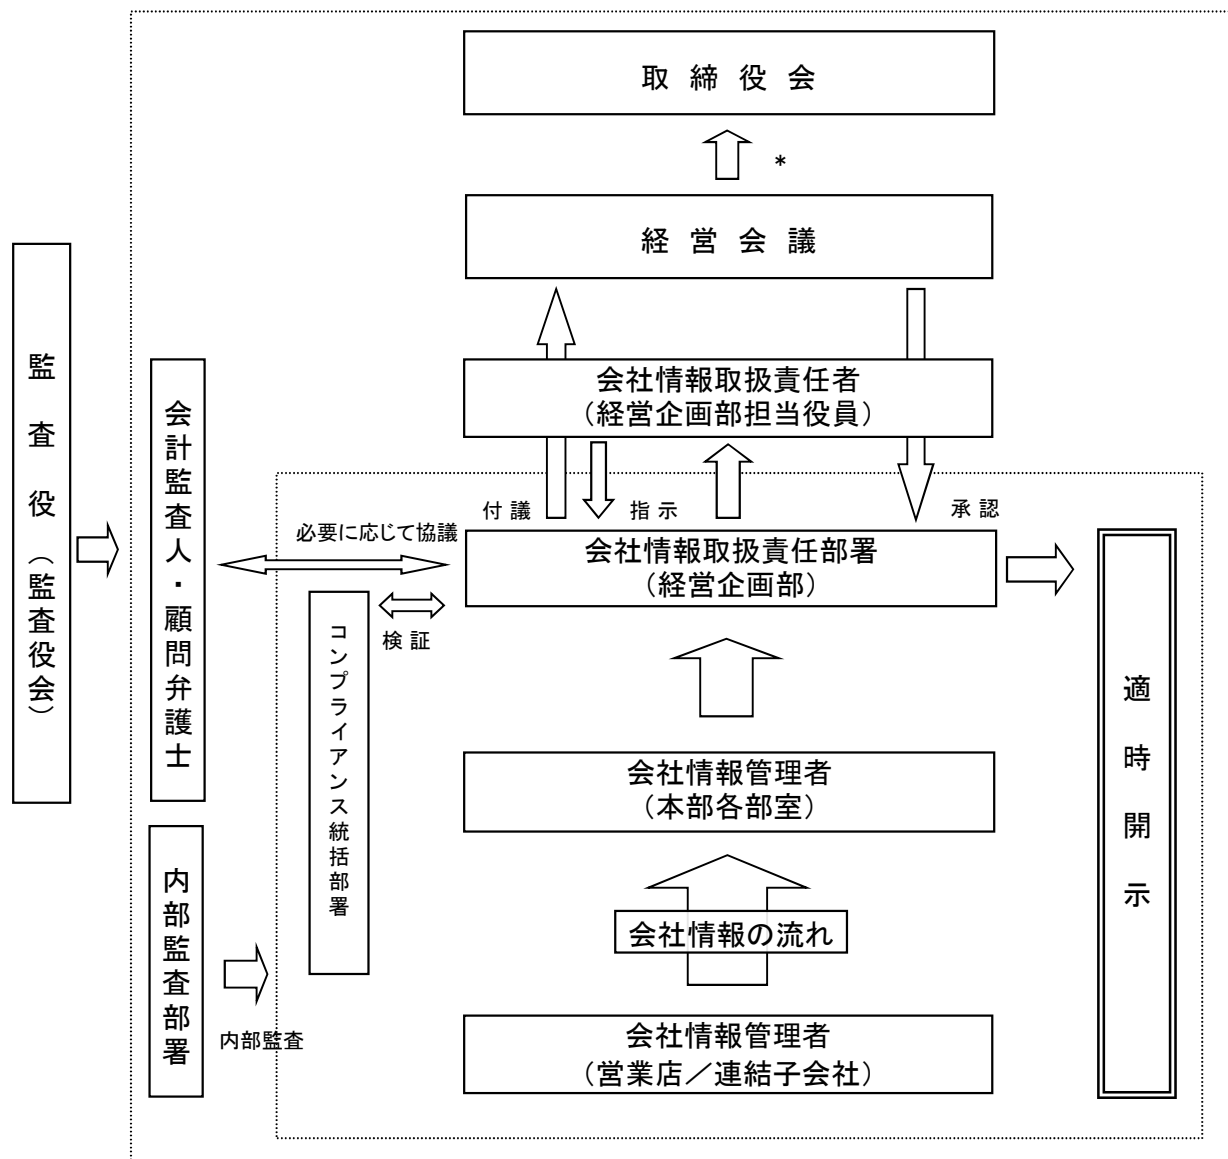 取 締 役 会
*
経 営 会 議
監 査 役 （監査役会）
会計監査人・顧問弁護士
会社情報取扱責任者
（経営企画部担当役員）
付 議
指 示
承 認
必要に応じて協議
会社情報取扱責任部署
（経営企画部）
検 証
コンプライアンス統括部署
適 時 開 示
会社情報管理者
（本部各部室）
内部監査部署
会社情報の流れ
内部監査
会社情報管理者
（営業店／連結子会社）